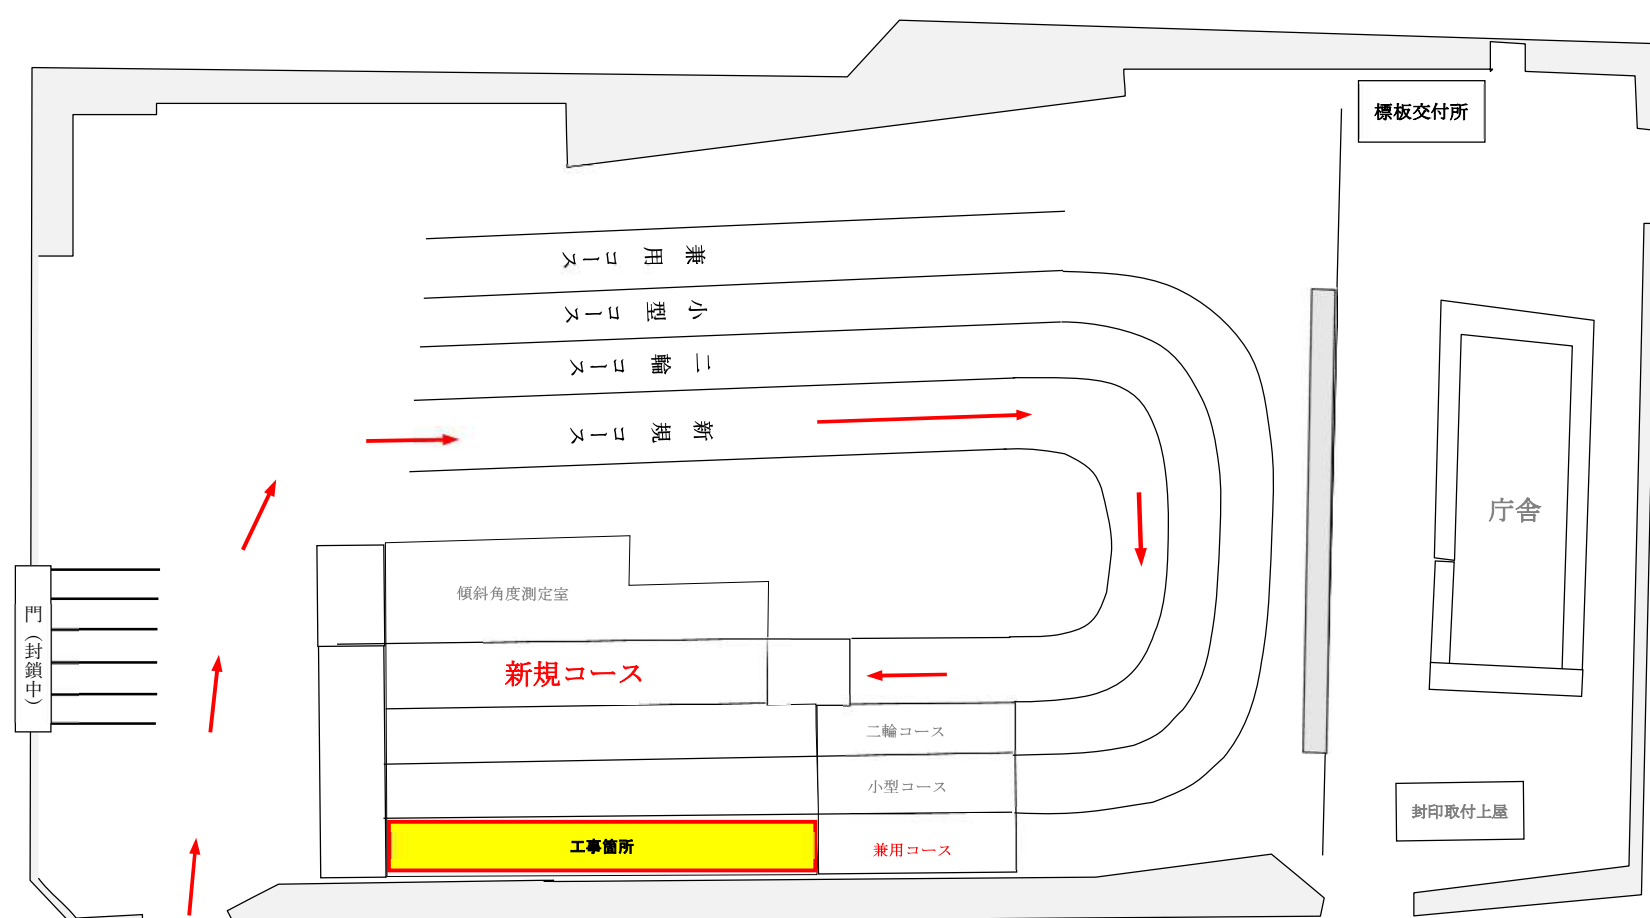 標板交付所
兼用コース
小型コース
二輪コース
新規コース
庁舎
傾斜角度測定室
門（封鎖中）
新規コース
二輪コース
小型コース
封印取付上屋
工事箇所
兼用コース